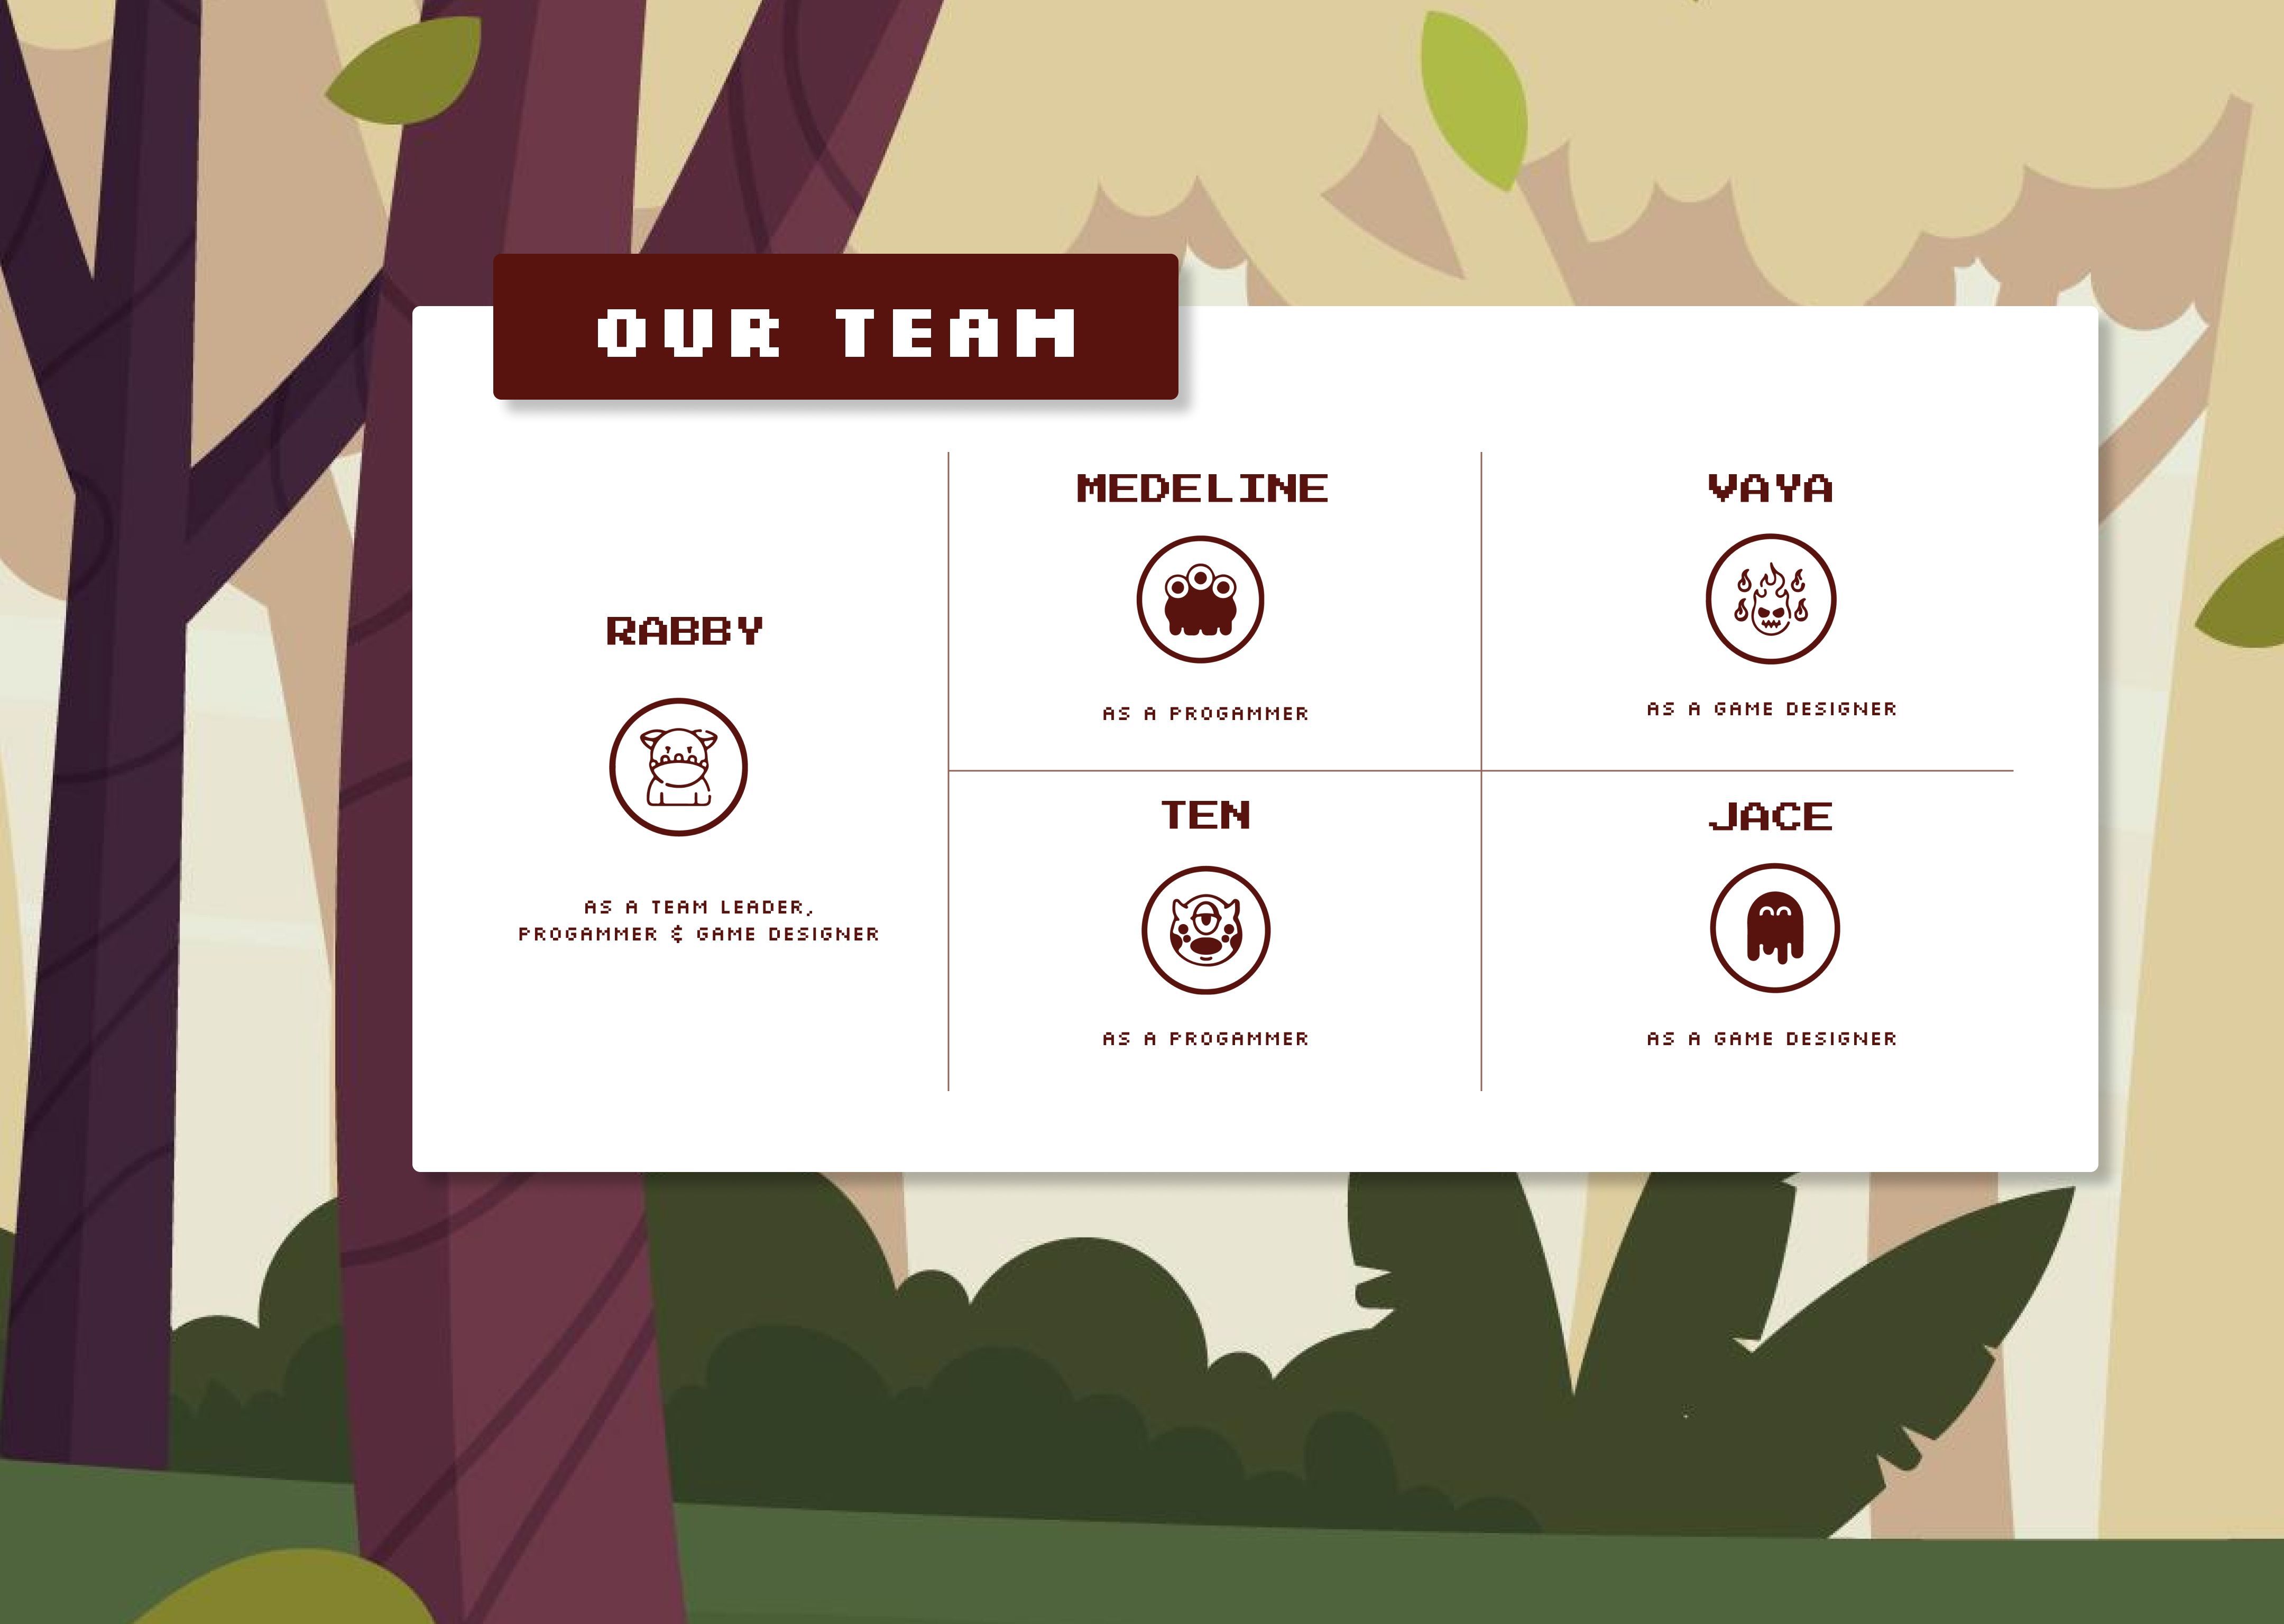 OUR TEAM
RABBY
AS A TEAM LEADER,
PROGAMMER & GAME DESIGNER
MEDELINE
AS A PROGAMMER
VAYA
AS A GAME DESIGNER
TEN
AS A PROGAMMER
JACE
AS A GAME DESIGNER